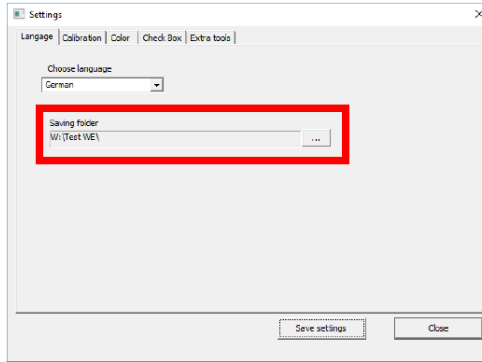 Settings
Langage Calibration Color Check Box Extra tools
Choose language
German
Saving folder
W:\Test WE\
...
Save settings Close